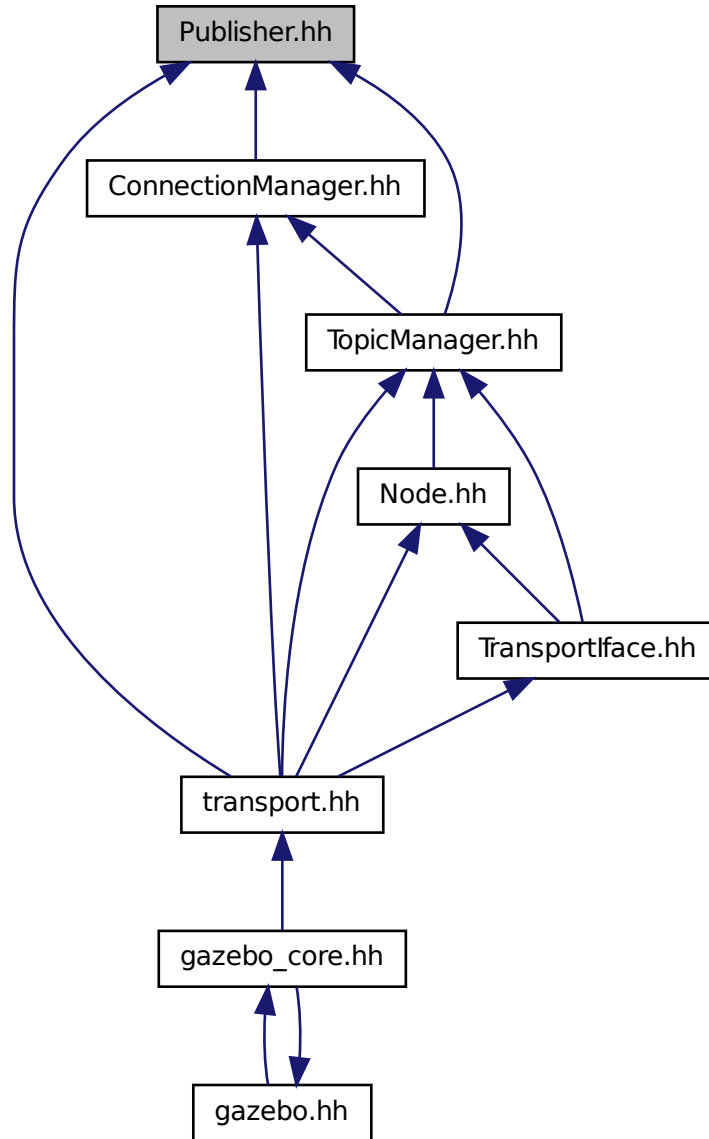 Publisher.hh
ConnectionManager.hh
TopicManager.hh
Node.hh
TransportIface.hh
transport.hh
gazebo_core.hh
gazebo.hh